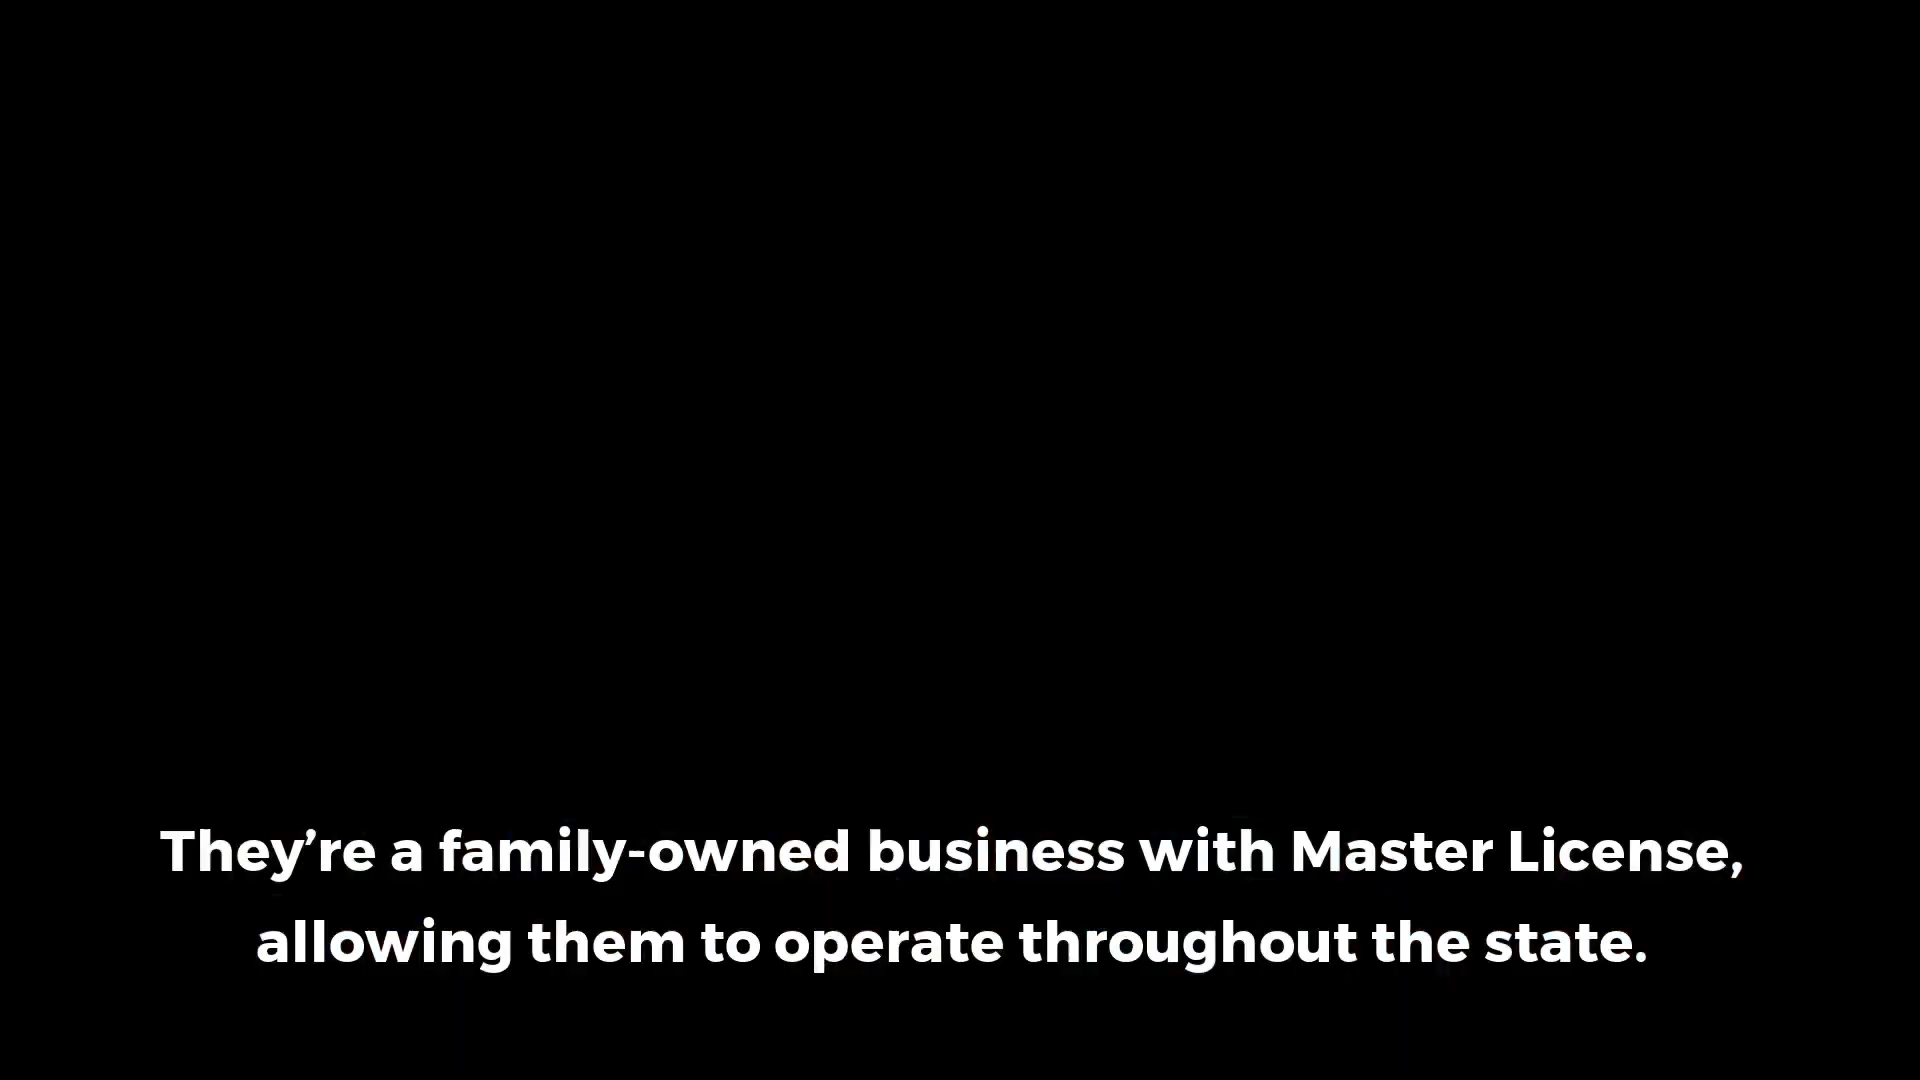 They’re a family-owned business with Master License,
allowing them to operate throughout the state.